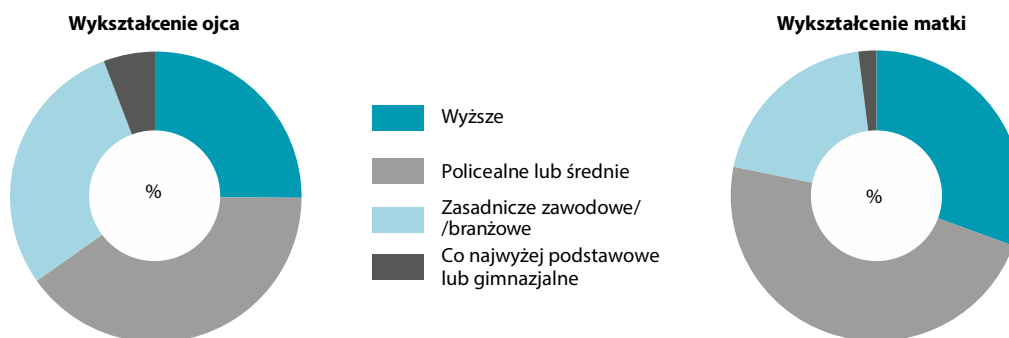 Wykształcenie ojca
%
Wyższe
Policealne lub średnie
Zasadnicze zawodowe/
/branżowe
Co najwyżej podstawowe
lub gimnazjalne
Wykształcenie matki
%